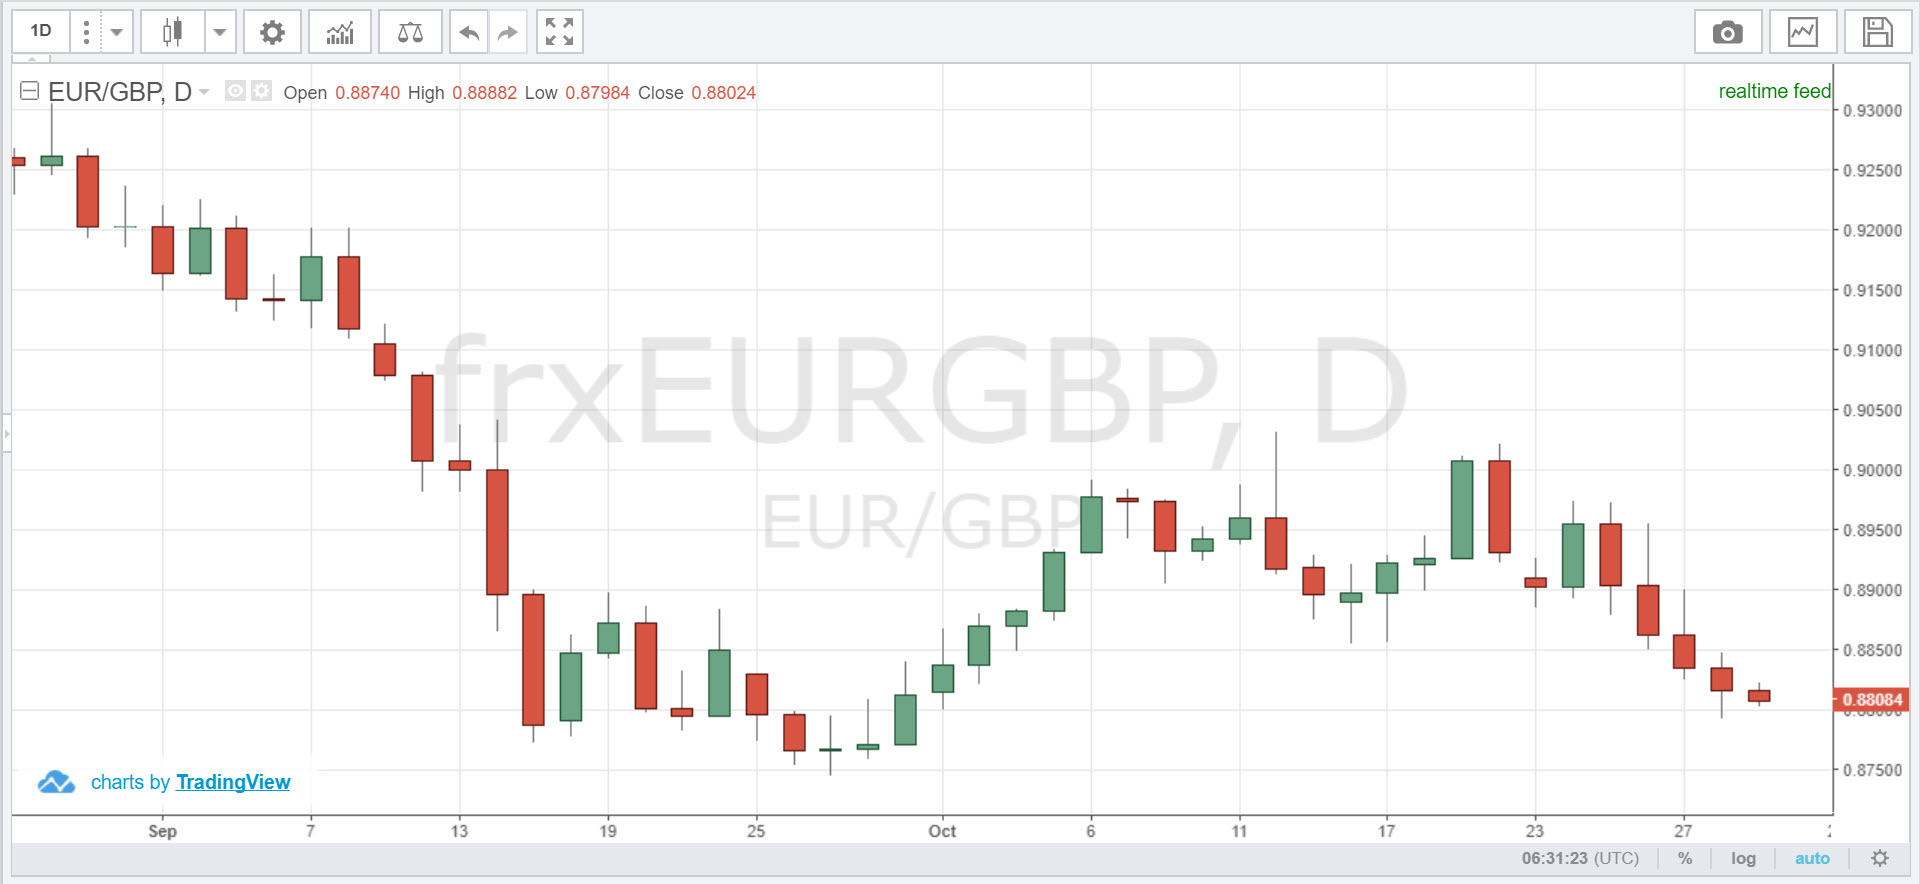 1D
EUR/GBP, D Open 0.88740 High 0.88882 Low 0.87984 Close 0.88024
realtime feed
0.93000
0.92500
0.92000
0.91500
0.91000
0.90500
0.90000
0.89500
0.89000
0.88500
0.88084
0.87500
frxEURGBP, D
EUR/GBP
charts by TradingView
Sep 7 13 19 25 Oct 6 11 17 23 27
06:31:23 (UTC) % log auto